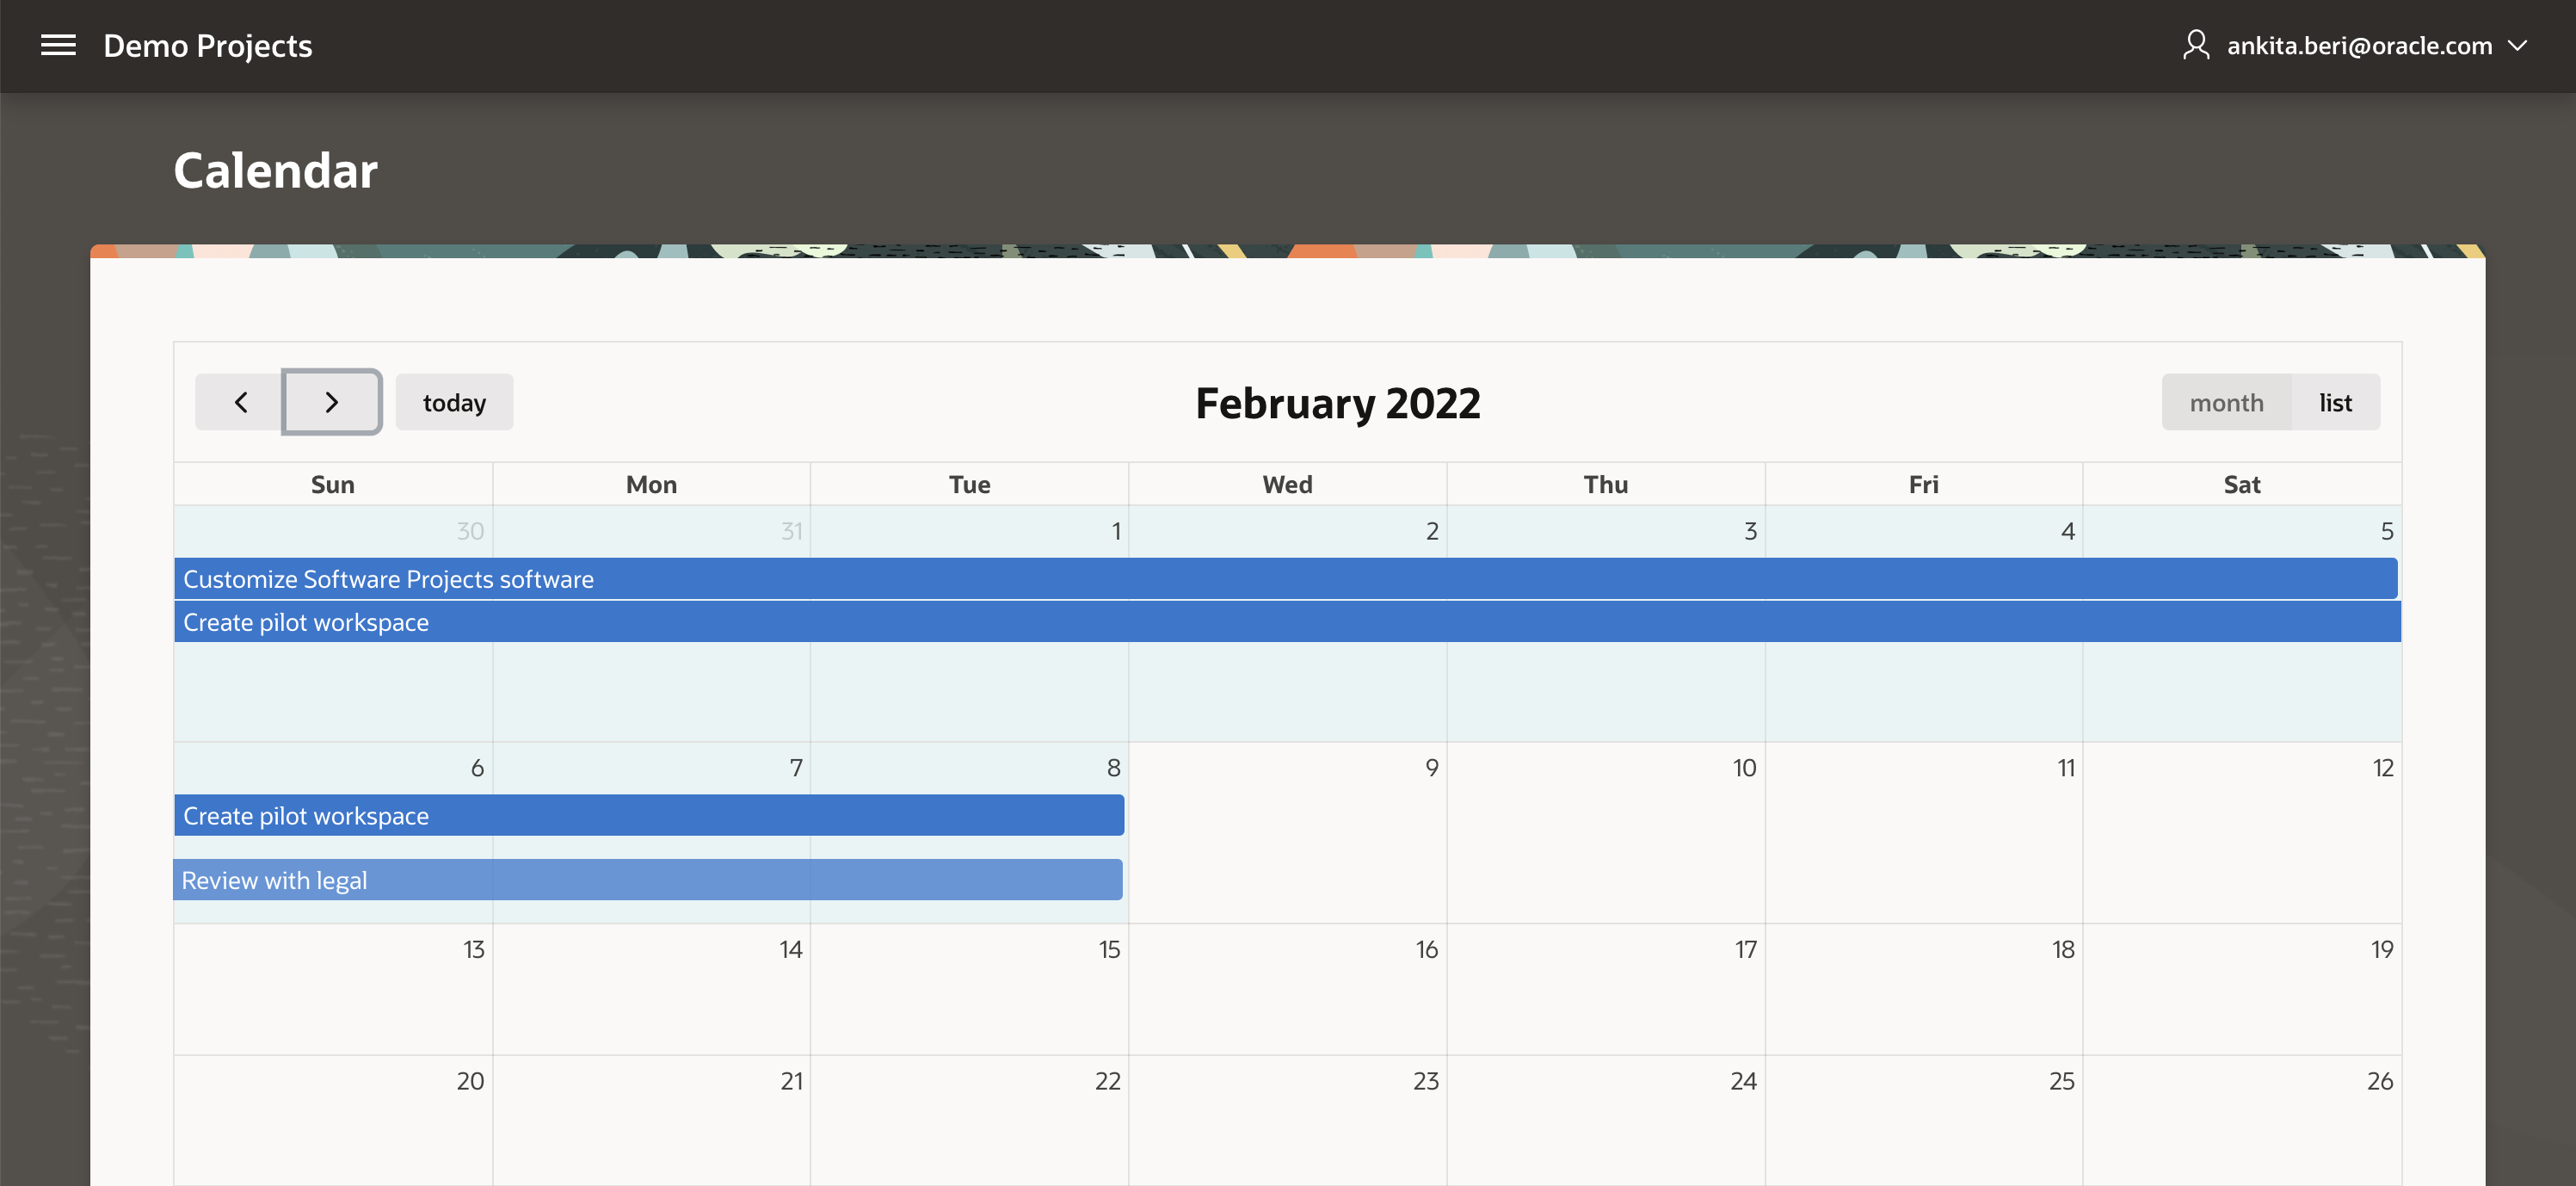 Demo Projects
ankita.beri@oracle.com
Calendar
today
February 2022
month list
Sun Mon Tue Wed Thu Fri Sat
30 31 1 2 3 4 5
Customize Software Projects software
Create pilot workspace
6 7 8 9 10 11 12
Create pilot workspace
Review with legal
13 14 15 16 17 18 19
20 21 22 23 24 25 26